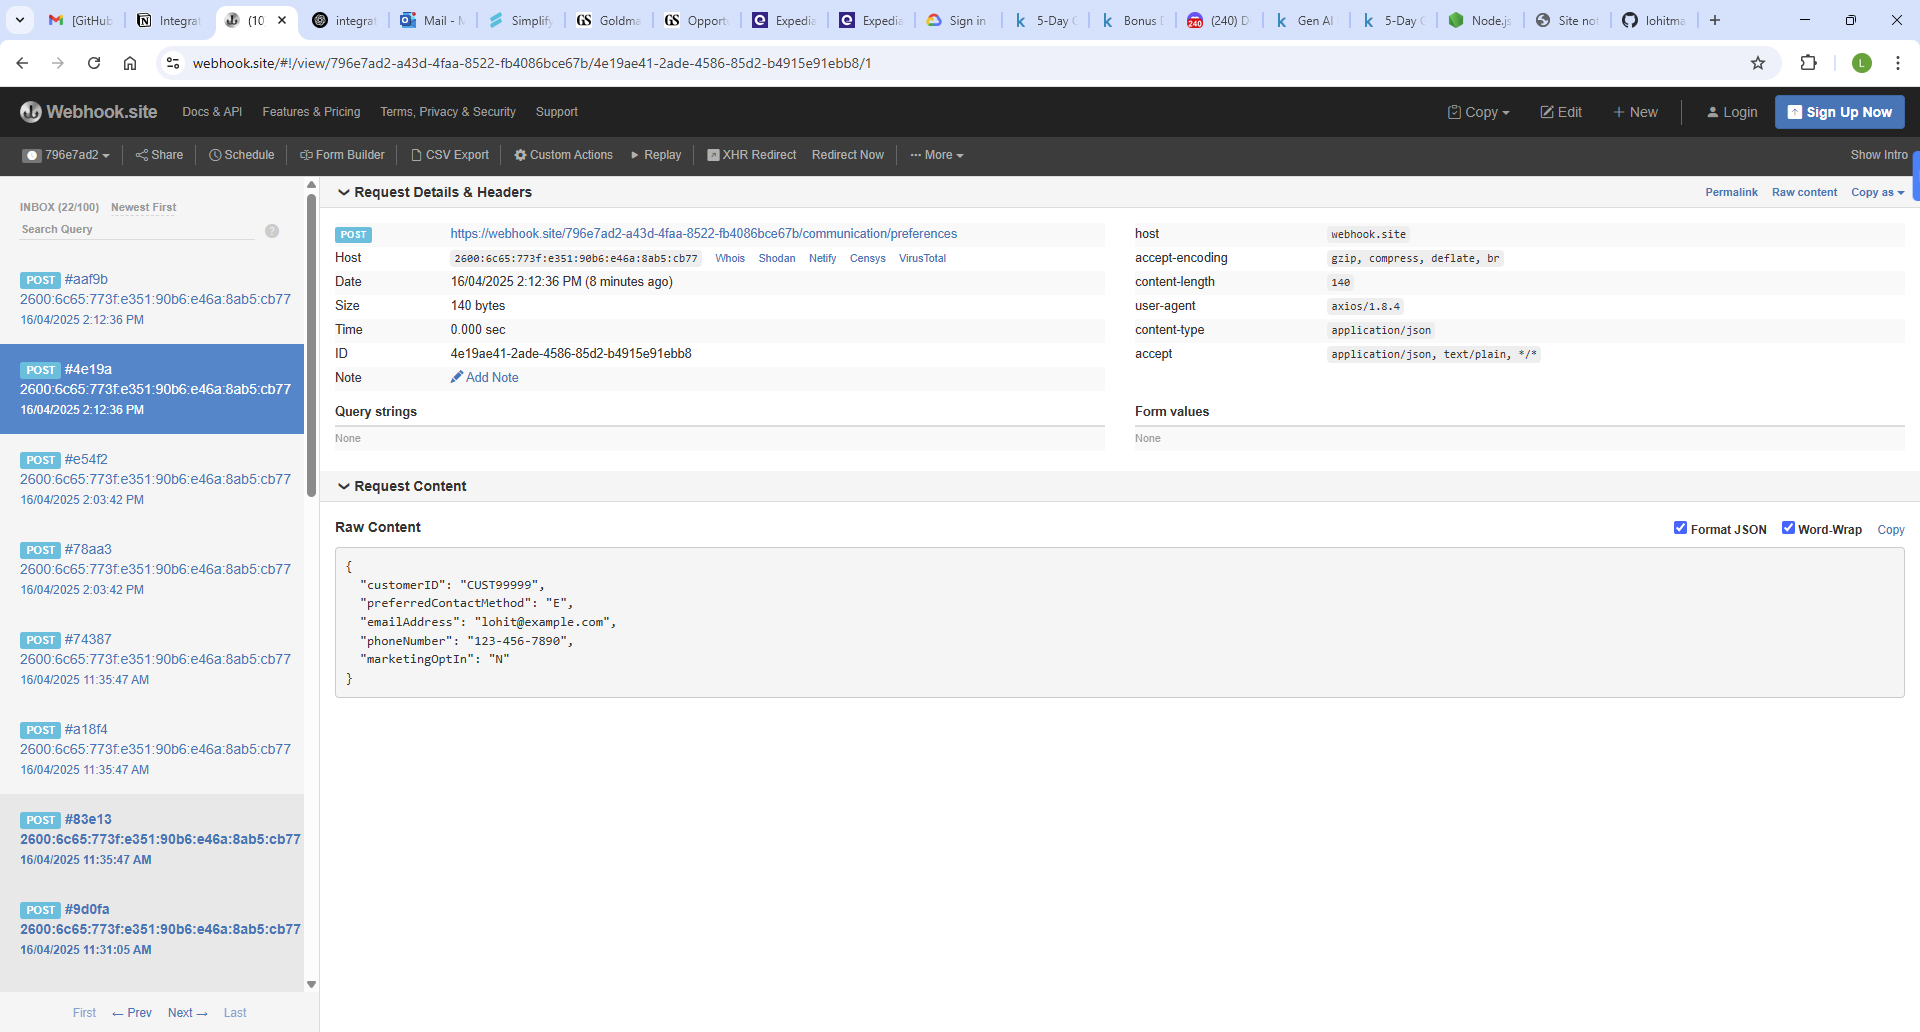 [GitHub
Integrat
(10
integrat
Mail - M
Simplify
Goldma
Opportu
Expedia
Expedia
Sign in
5-Day G
Bonus D
(240) D
Gen AI
5-Day G
Node.js
Site not
lohitma
webhook.site/#!/view/796e7ad2-a43d-4faa-8522-fb4086bce67b/4e19ae41-2ade-4586-85d2-b4915e91ebb8/1
L
Webhook.site Docs & API Features & Pricing Terms, Privacy & Security Support Copy Edit + New Login Sign Up Now
796e7ad2 Share Schedule Form Builder CSV Export Custom Actions Replay XHR Redirect Redirect Now ··· More Show Intro
INBOX (22/100) Newest First
Search Query ?
POST #aaf9b
2600:6c65:773f:e351:90b6:e46a:8ab5:cb77
16/04/2025 2:12:36 PM
POST #4e19a
2600:6c65:773f:e351:90b6:e46a:8ab5:cb77
16/04/2025 2:12:36 PM
POST #e54f2
2600:6c65:773f:e351:90b6:e46a:8ab5:cb77
16/04/2025 2:03:42 PM
POST #78aa3
2600:6c65:773f:e351:90b6:e46a:8ab5:cb77
16/04/2025 2:03:42 PM
POST #74387
2600:6c65:773f:e351:90b6:e46a:8ab5:cb77
16/04/2025 11:35:47 AM
POST #a18f4
2600:6c65:773f:e351:90b6:e46a:8ab5:cb77
16/04/2025 11:35:47 AM
POST #83e13
2600:6c65:773f:e351:90b6:e46a:8ab5:cb77
16/04/2025 11:35:47 AM
POST #9d0fa
2600:6c65:773f:e351:90b6:e46a:8ab5:cb77
16/04/2025 11:31:05 AM
First ← Prev Next → Last
Request Details & Headers Permalink Raw content Copy as
POST https://webhook.site/796e7ad2-a43d-4faa-8522-fb4086bce67b/communication/preferences
Host 2600:6c65:773f:e351:90b6:e46a:8ab5:cb77 Whois Shodan Netify Censys VirusTotal
Date 16/04/2025 2:12:36 PM (8 minutes ago)
Size 140 bytes
Time 0.000 sec
ID 4e19ae41-2ade-4586-85d2-b4915e91ebb8
Note Add Note
host webhook.site
accept-encoding gzip, compress, deflate, br
content-length 140
user-agent axios/1.8.4
content-type application/json
accept application/json, text/plain, */*
Query strings
None
Form values
None
Request Content
Raw Content Format JSON Word-Wrap Copy
{
"customerID": "CUST99999",
"preferredContactMethod": "E",
"emailAddress": "lohit@example.com",
"phoneNumber": "123-456-7890",
"marketingOptIn": "N"
}